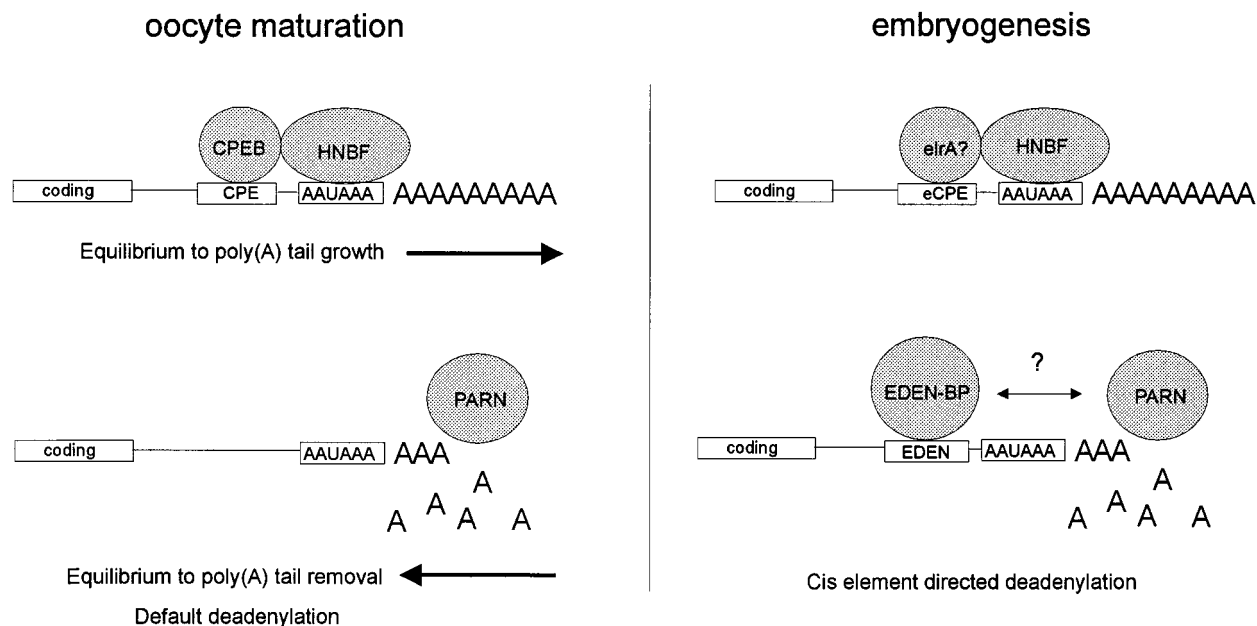 oocyte maturation
CPEB HNBF
coding CPE AAUAAA AAAAAAAAA
Equilibrium to poly(A) tail growth
PARN
coding AAUAAA AAA
A
A
A A A
Equilibrium to poly(A) tail removal
Default deadenylation
embryogenesis
elrA? HNBF
coding eCPE AAUAAA AAAAAAAAA
EDEN-BP ? PARN
coding EDEN AAUAAA AAA
A
A
A A A
Cis element directed deadenylation